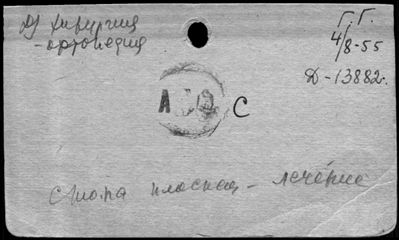 Д) хирургия
- ортопедия
Г. Г.
4/8-55
Д-13882.
А С
стопа плоская - лечение